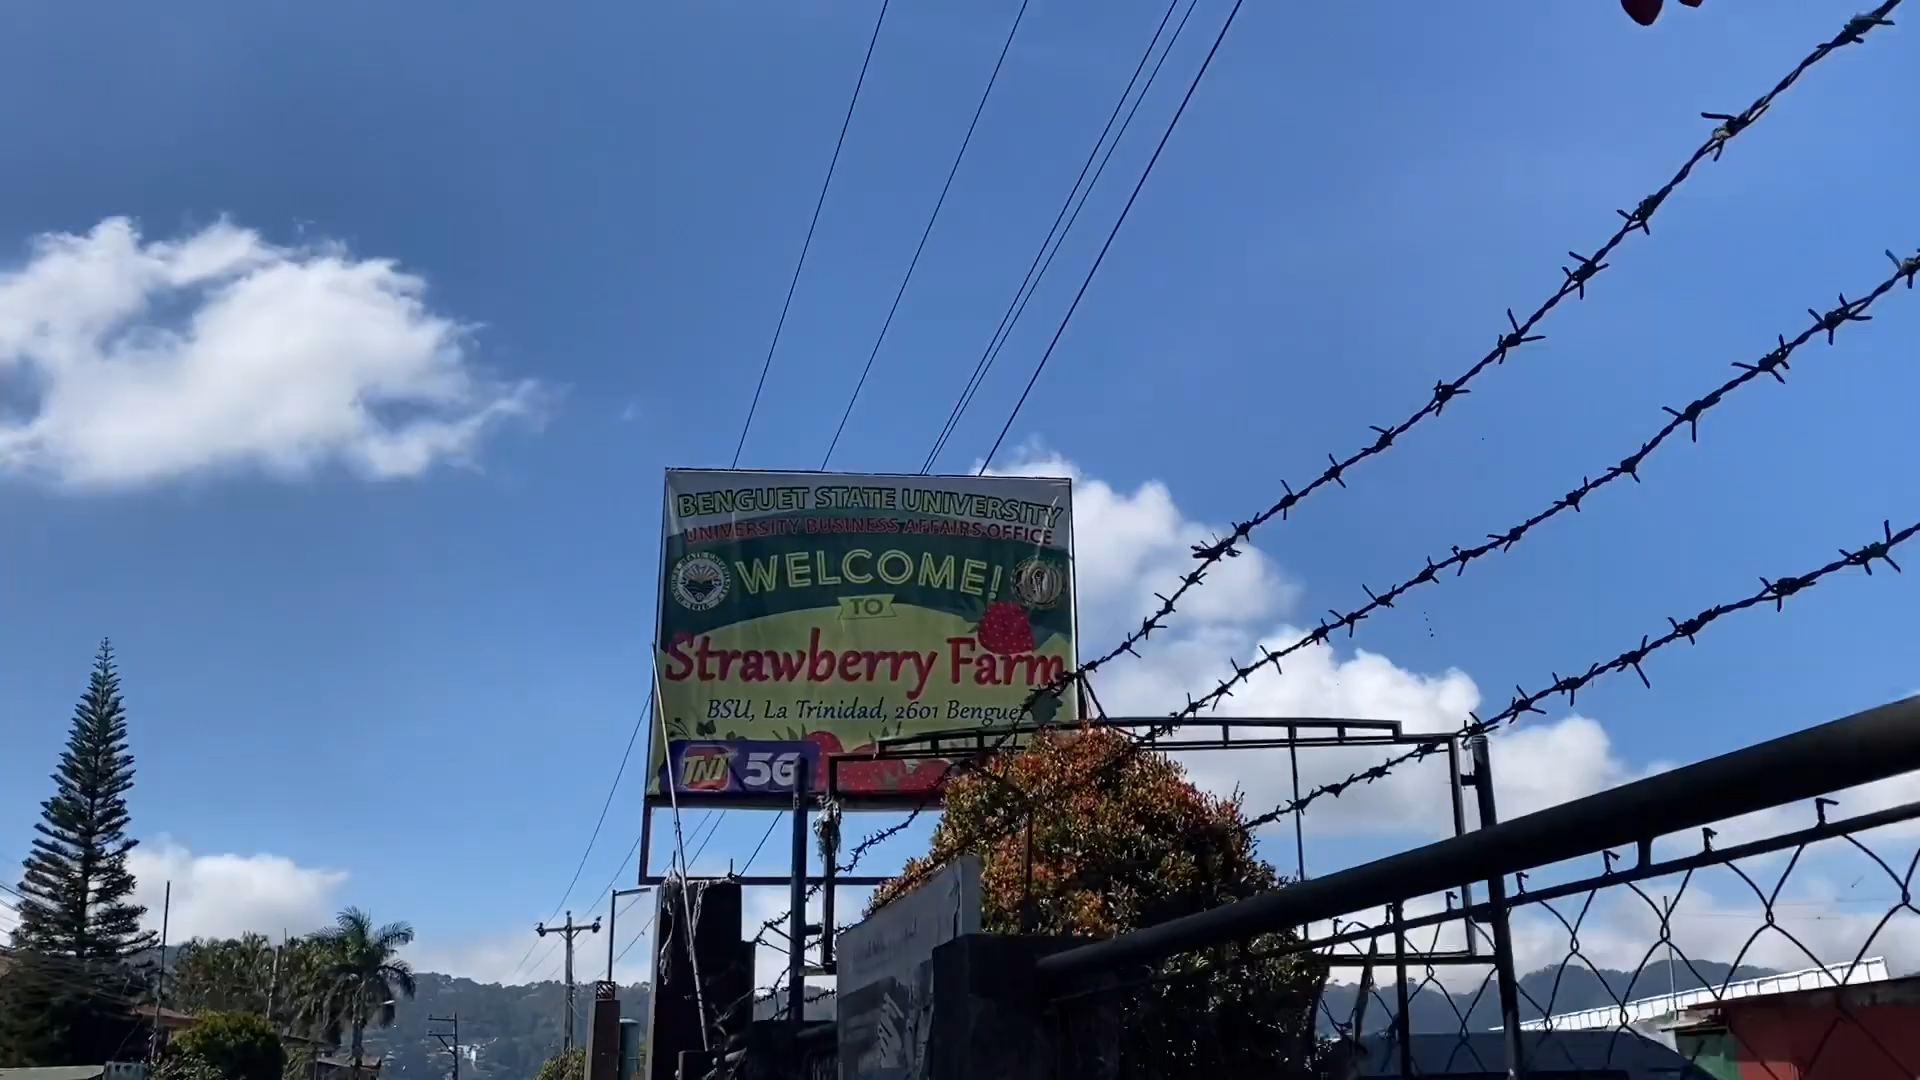 BENGUET STATE UNIVERSITY
UNIVERSITY BUSINESS AFFAIRS OFFICE
WELCOME!
TO
Strawberry Farm
BSU, La Trinidad, 2601 Benguet
TNT 5G